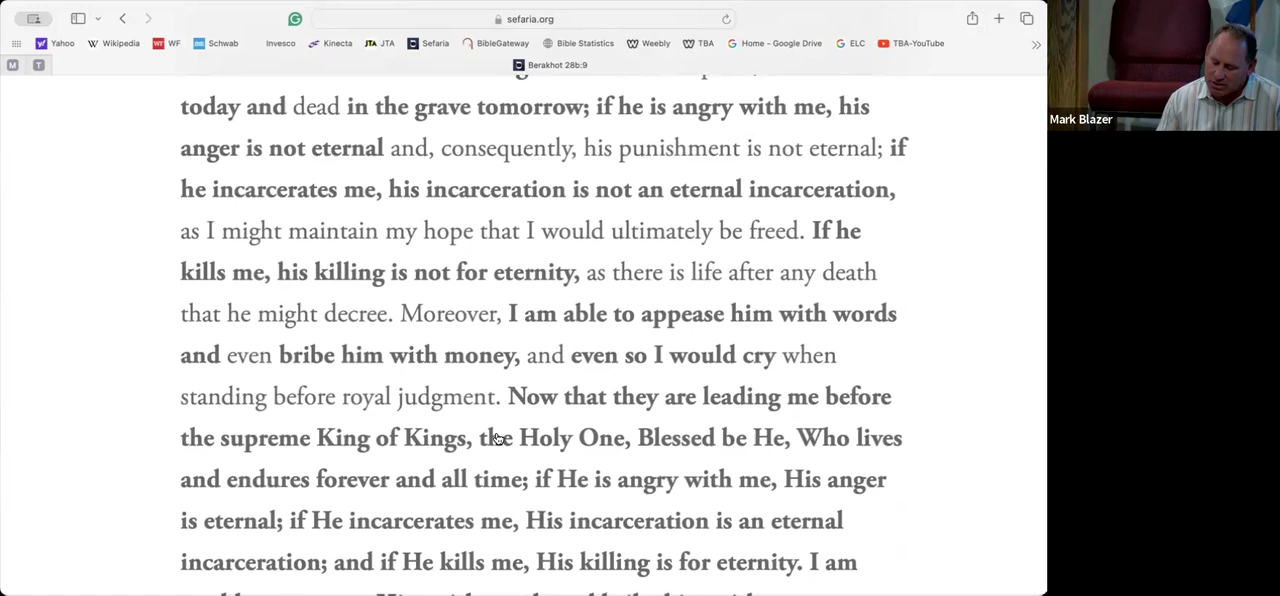 sefaria.org
Yahoo
Wikipedia
WF WF
Schwab
Invesco
Kinecta
JTA JTA
Sefaria
BibleGateway
Bible Statistics
Weebly
TBA
Home - Google Drive
ELC
TBA-YouTube
M
T
Berakhot 28b:9
today and dead in the grave tomorrow; if he is angry with me, his
anger is not eternal and, consequently, his punishment is not eternal; if
he incarcerates me, his incarceration is not an eternal incarceration,
as I might maintain my hope that I would ultimately be freed. If he
kills me, his killing is not for eternity, as there is life after any death
that he might decree. Moreover, I am able to appease him with words
and even bribe him with money, and even so I would cry when
standing before royal judgment. Now that they are leading me before
the supreme King of Kings, the Holy One, Blessed be He, Who lives
and endures forever and all time; if He is angry with me, His anger
is eternal; if He incarcerates me, His incarceration is an eternal
incarceration; and if He kills me, His killing is for eternity. I am
Mark Blazer